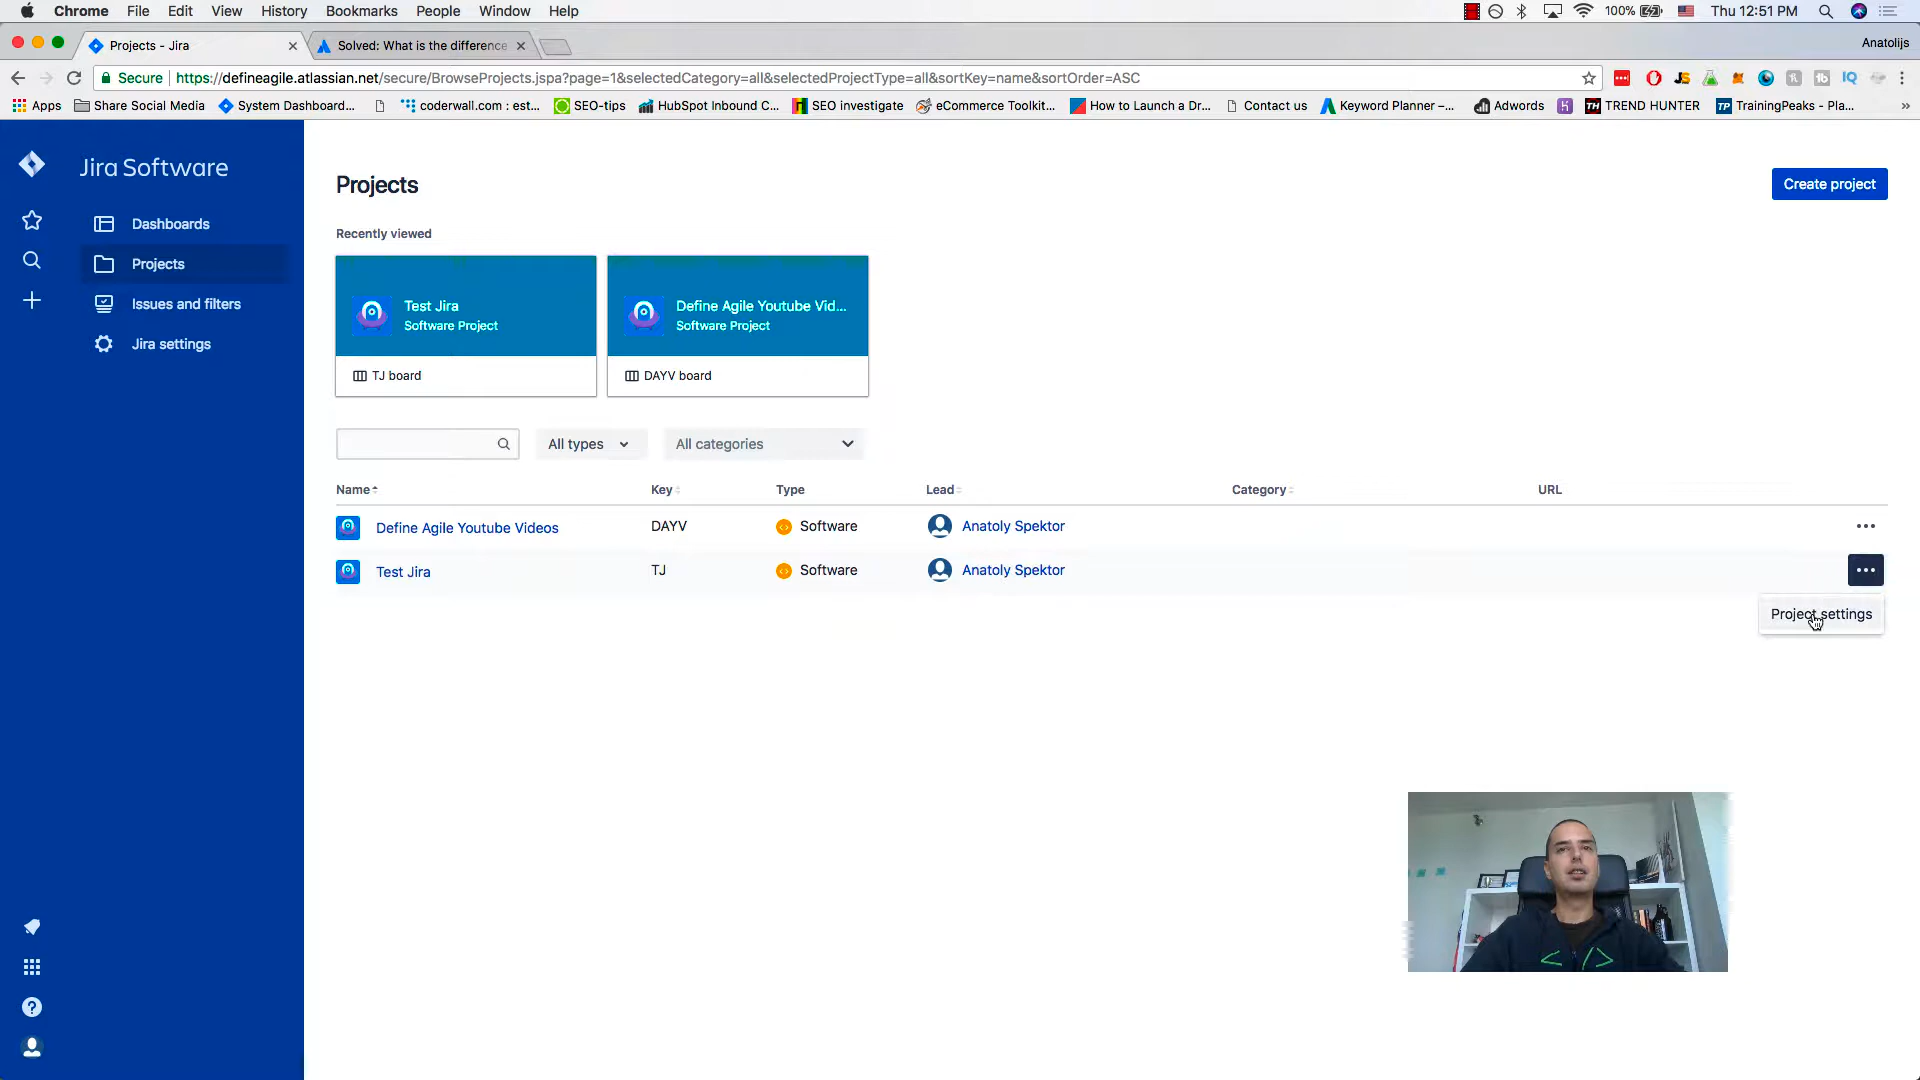 Chrome File Edit View History Bookmarks People Window Help 100% Thu 12:51 PM
Projects - Jira Solved: What is the difference Anatolijs
Secure https://defineagile.atlassian.net/secure/BrowseProjects.jspa?page=1&selectedCategory=all&selectedProjectType=all&sortKey=name&sortOrder=ASC
Apps Share Social Media System Dashboard... coderwall.com : est... SEO-tips HubSpot Inbound C... SEO investigate eCommerce Toolkit... How to Launch a Dr... Contact us Keyword Planner –... Adwords TREND HUNTER TrainingPeaks - Pla... »
Jira Software
Dashboards
Projects
Issues and filters
Jira settings
Projects
Create project
Recently viewed
Test Jira
Software Project
TJ board
Define Agile Youtube Vid...
Software Project
DAYV board
All types All categories
Name Key Type Lead Category URL
Define Agile Youtube Videos DAYV Software Anatoly Spektor
Test Jira TJ Software Anatoly Spektor
Project settings